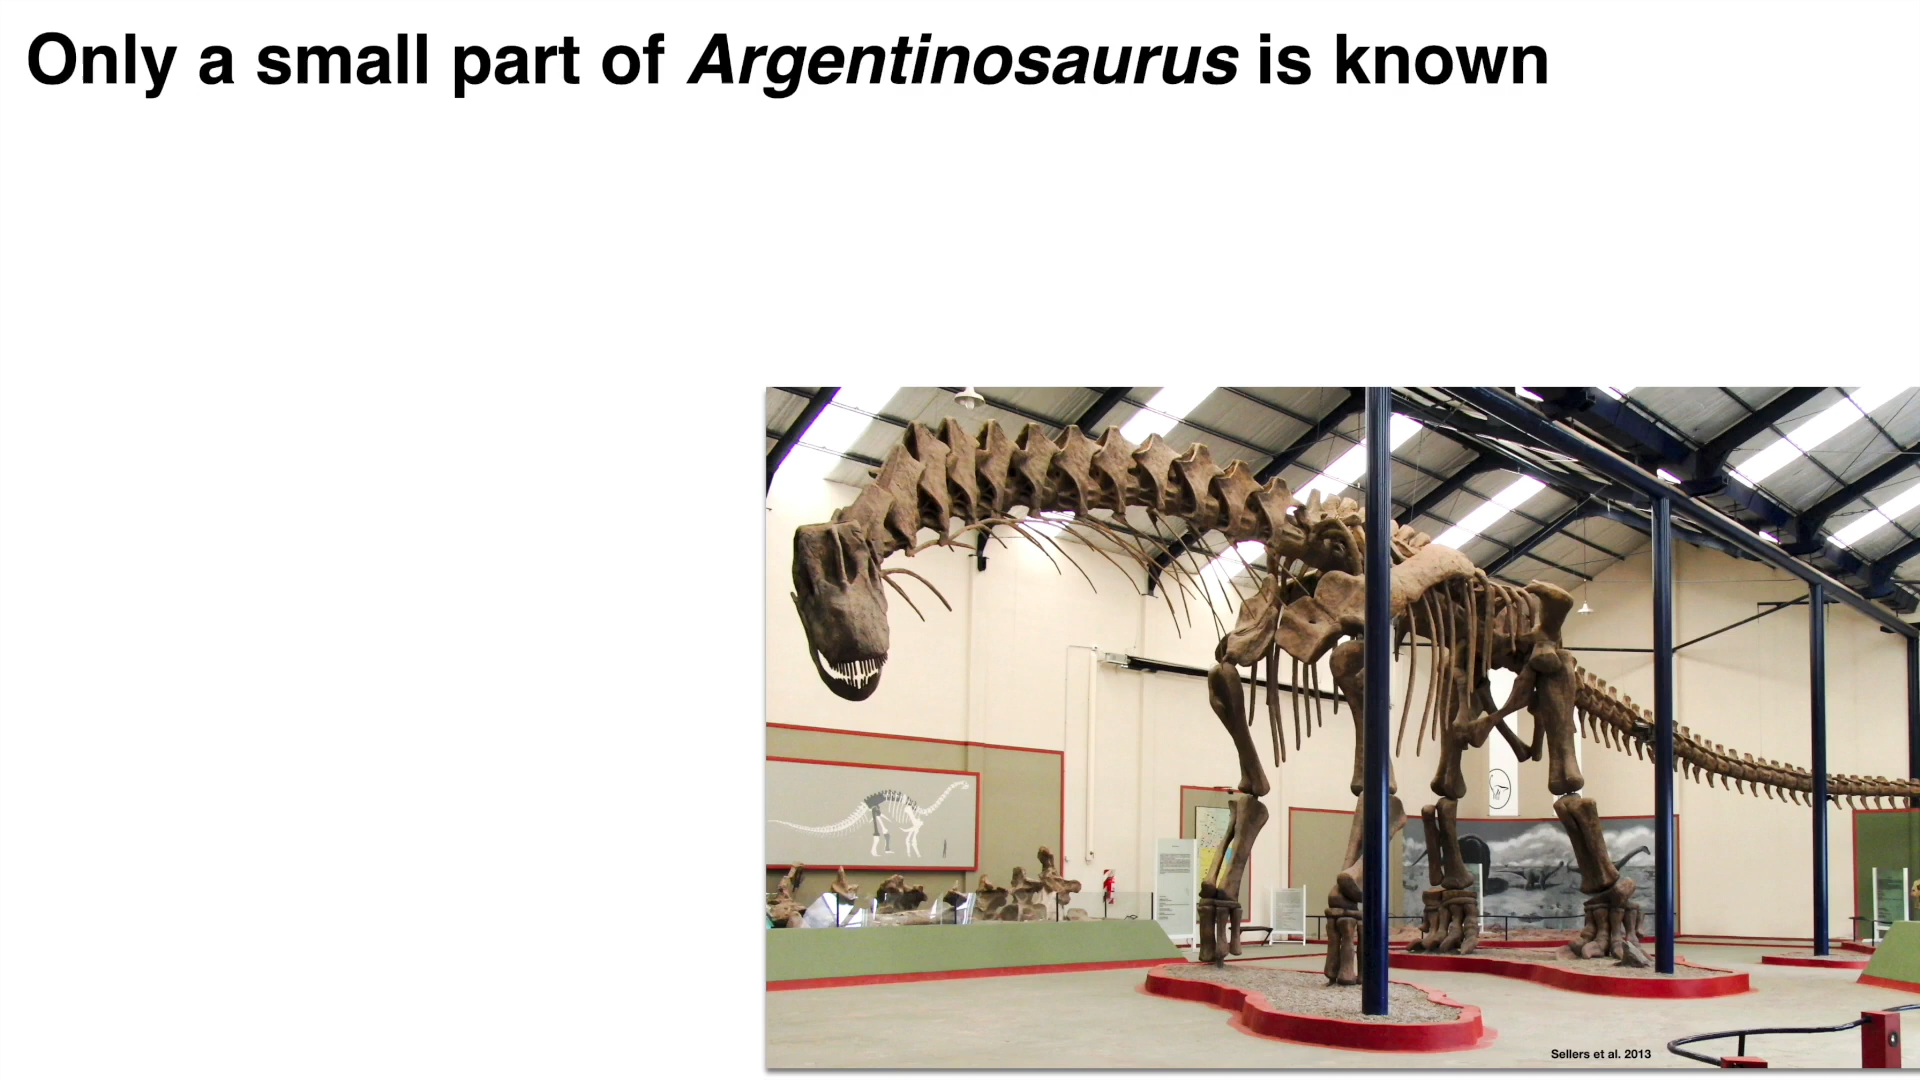 Only a small part of Argentinosaurus is known
Sellers et al. 2013